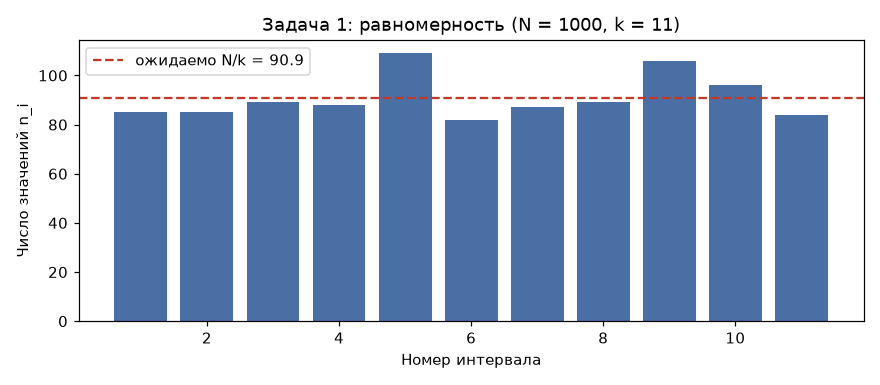 Задача 1: равномерность (N = 1000, k = 11)
ожидаемо N/k = 90.9
Число значений n_i
100
80
60
40
20
0
2 4 6 8 10
Номер интервала